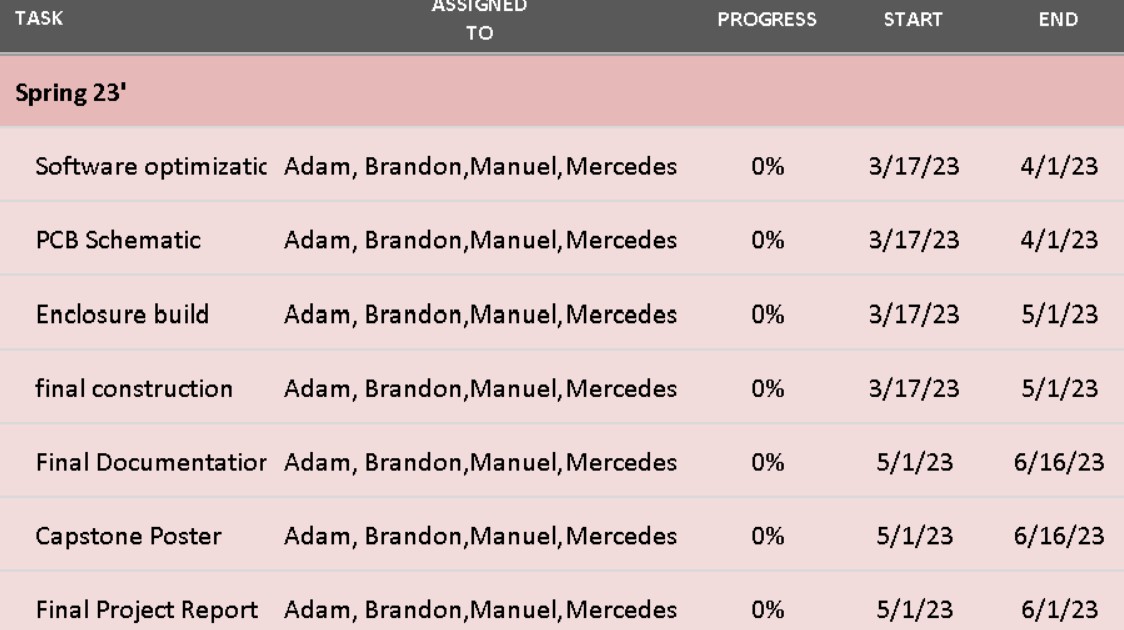 TASK ASSIGNED TO PROGRESS START END
Spring 23'
Software optimizatic Adam, Brandon,Manuel,Mercedes 0% 3/17/23 4/1/23
PCB Schematic Adam, Brandon,Manuel,Mercedes 0% 3/17/23 4/1/23
Enclosure build Adam, Brandon,Manuel,Mercedes 0% 3/17/23 5/1/23
final construction Adam, Brandon,Manuel,Mercedes 0% 3/17/23 5/1/23
Final Documentation Adam, Brandon,Manuel,Mercedes 0% 5/1/23 6/16/23
Capstone Poster Adam, Brandon,Manuel,Mercedes 0% 5/1/23 6/16/23
Final Project Report Adam, Brandon,Manuel,Mercedes 0% 5/1/23 6/1/23